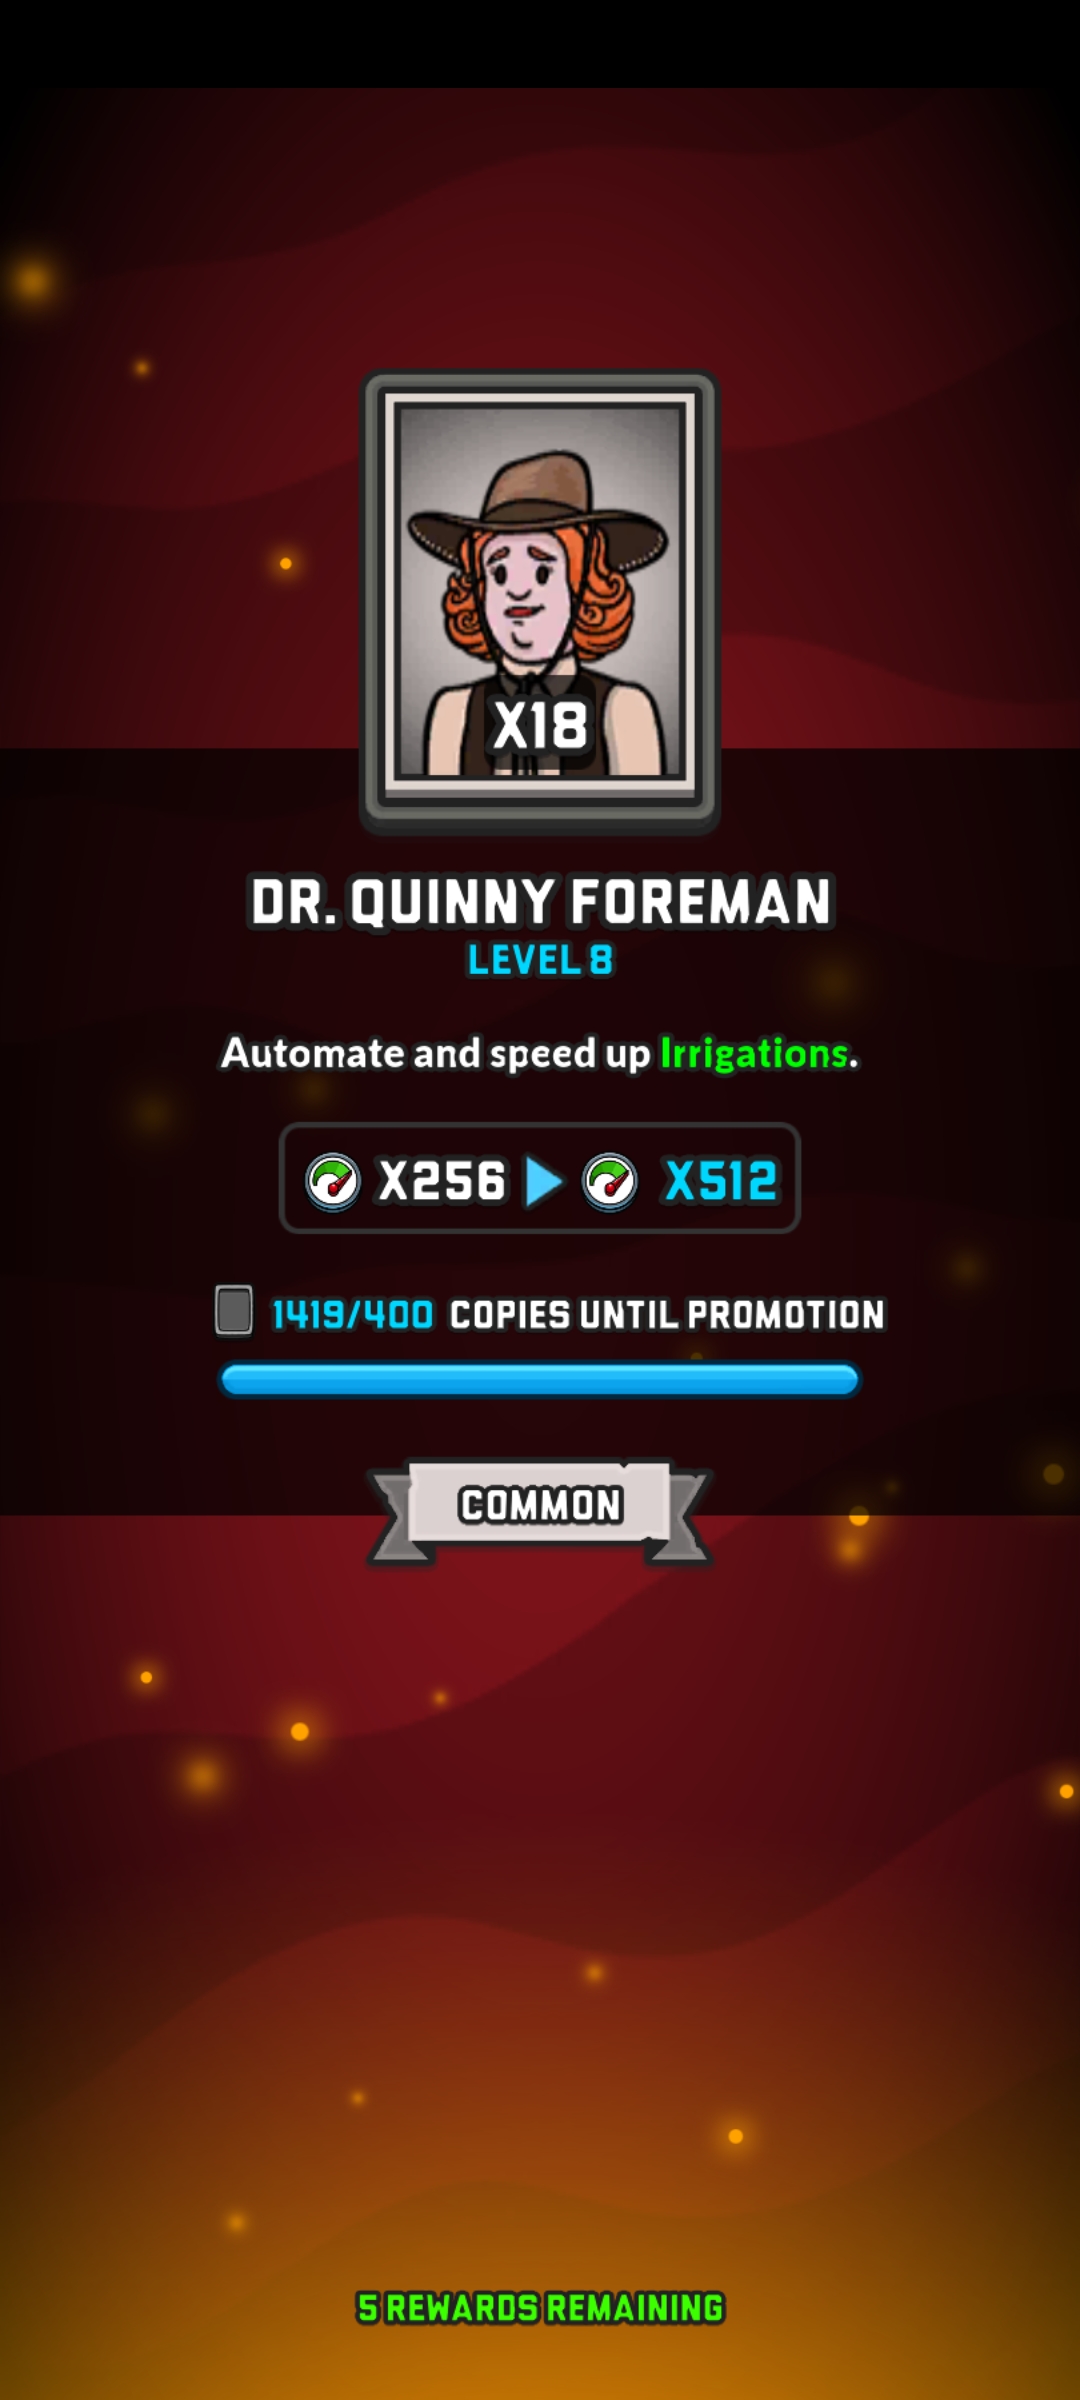 X18
DR. QUINNY FOREMAN
LEVEL 8
Automate and speed up Irrigations.
X256 X512
1419/400 COPIES UNTIL PROMOTION
COMMON
5 REWARDS REMAINING